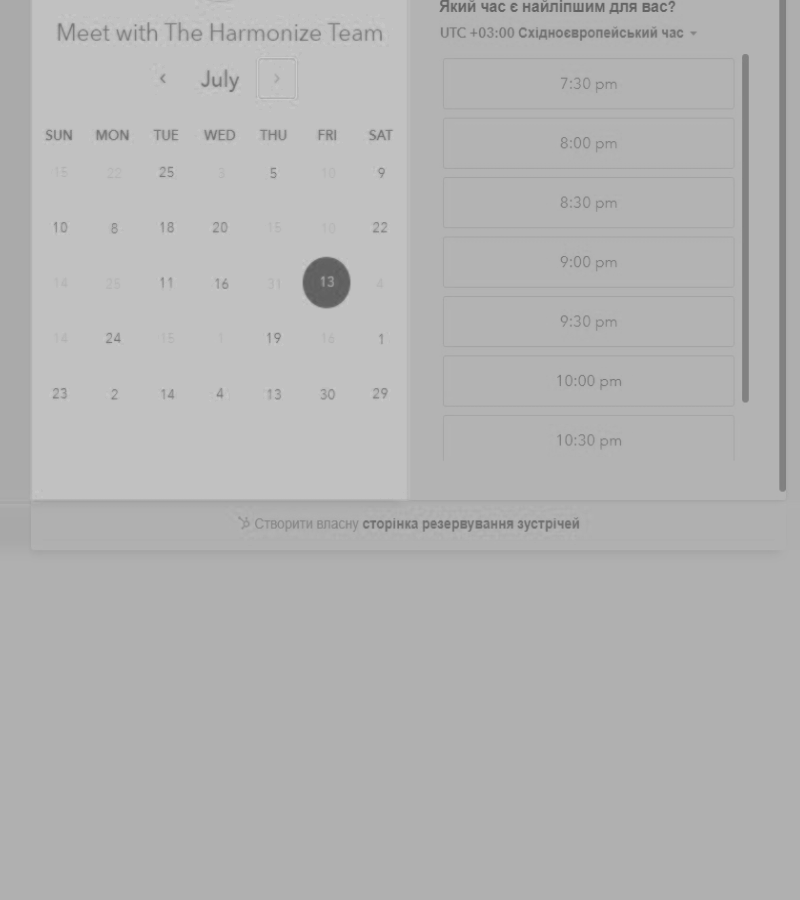 Meet with The Harmonize Team
July
SUN MON TUE WED THU FRI SAT
15 22 25 5 10 9
10 8 18 20 15 10 22
14 25 11 16 31 13 4
14 24 15 1 19 16 1
23 2 14 4 13 30 29
Який час є найліпшим для вас?
UTC +03:00 Східноєвропейський час
7:30 pm
8:00 pm
8:30 pm
9:00 pm
9:30 pm
10:00 pm
10:30 pm
Створити власну сторінка резервування зустрічей